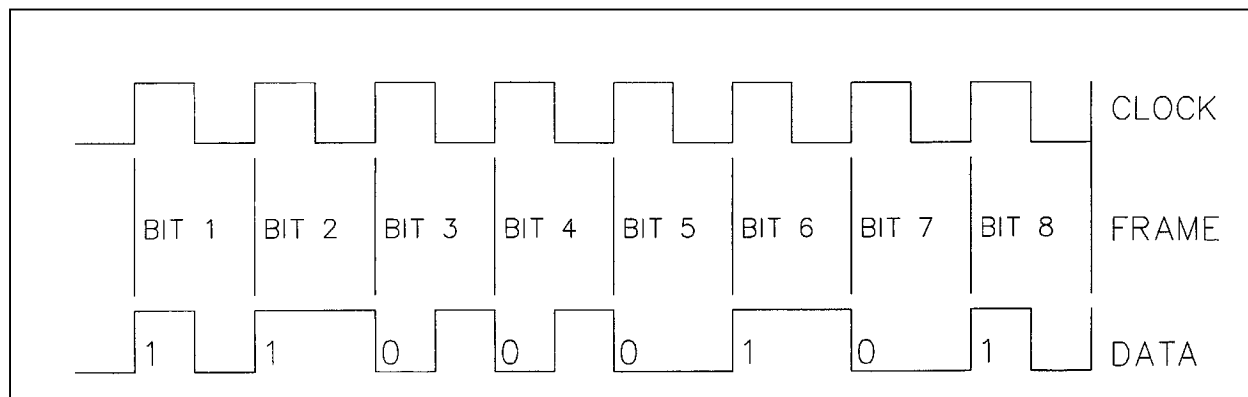 CLOCK
BIT 1 BIT 2 BIT 3 BIT 4 BIT 5 BIT 6 BIT 7 BIT 8 FRAME
1 1 0 0 0 1 0 1 DATA